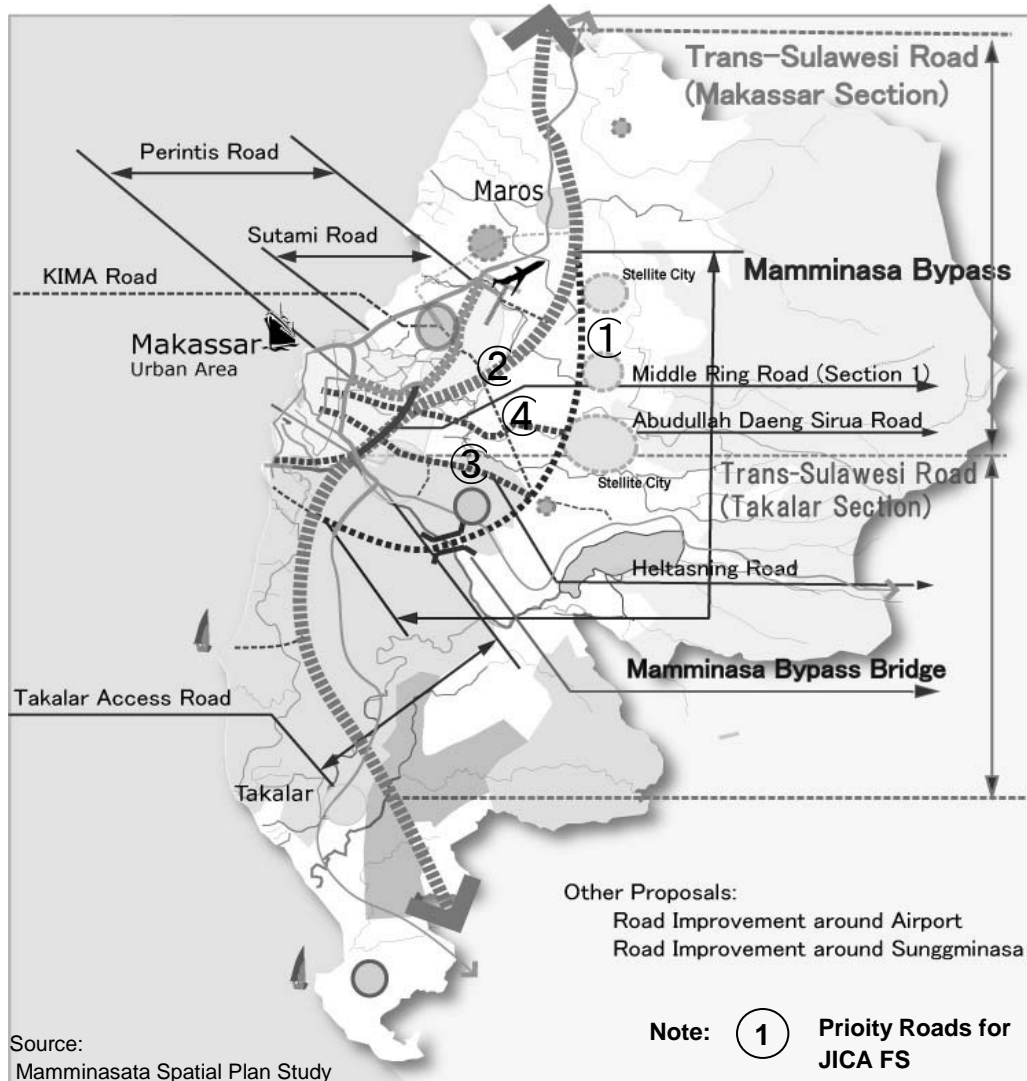 Trans-Sulawesi Road
(Makassar Section)
Perintis Road
Maros
Sutami Road
KIMA Road
Stellite City
Mamminasa Bypass
Makassar
Urban Area
①
②
Middle Ring Road (Section 1)
④
Abudullah Daeng Sirua Road
③
Stellite City
Trans-Sulawesi Road
(Takalar Section)
Heltasning Road
Mamminasa Bypass Bridge
Takalar Access Road
Takalar
Other Proposals:
Road Improvement around Airport
Road Improvement around Sunggminasa
Note: ① Prioity Roads for
JICA FS
Source:
Mamminasata Spatial Plan Study